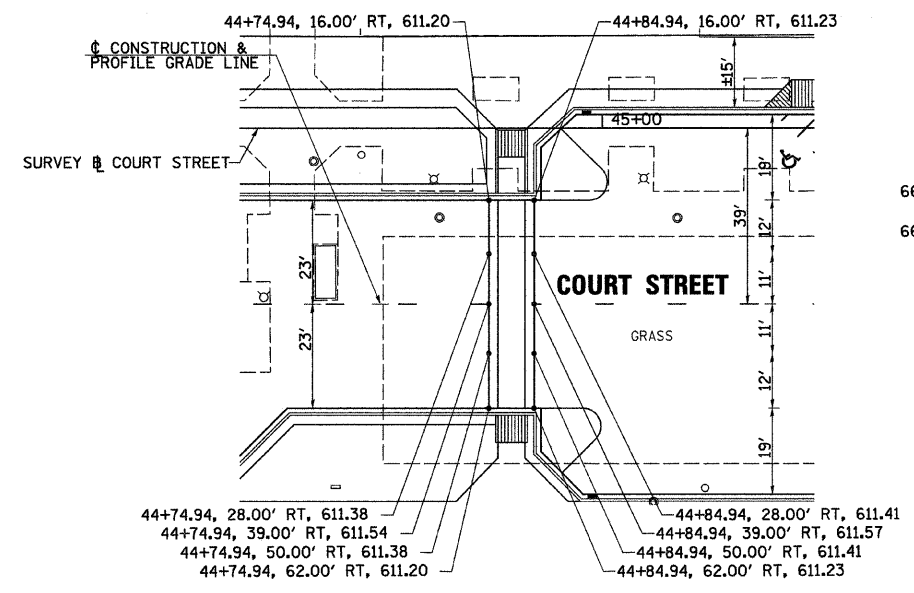 44+74.94, 16.00' RT, 611.20
44+84.94, 16.00' RT, 611.23
℄ CONSTRUCTION &
PROFILE GRADE LINE
±15'
45+00
SURVEY ⅊ COURT STREET
19'
39'
12'
66
66
23'
11'
COURT STREET
23'
11'
GRASS
12'
19'
44+74.94, 28.00' RT, 611.38
44+74.94, 39.00' RT, 611.54
44+74.94, 50.00' RT, 611.38
44+74.94, 62.00' RT, 611.20
44+84.94, 28.00' RT, 611.41
44+84.94, 39.00' RT, 611.57
44+84.94, 50.00' RT, 611.41
44+84.94, 62.00' RT, 611.23